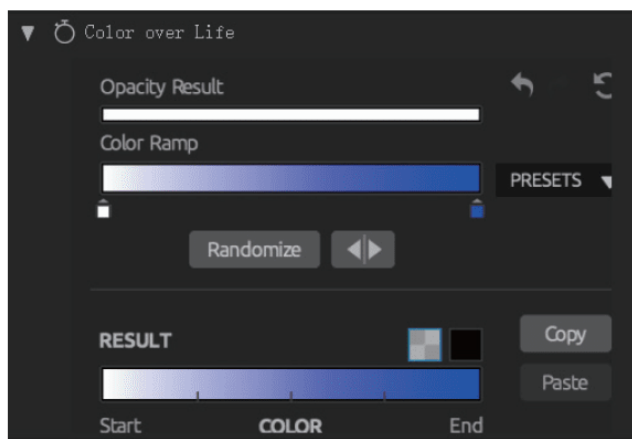 Color over Life
Opacity Result
Color Ramp
PRESETS
Randomize
RESULT
Copy
Paste
Start COLOR End